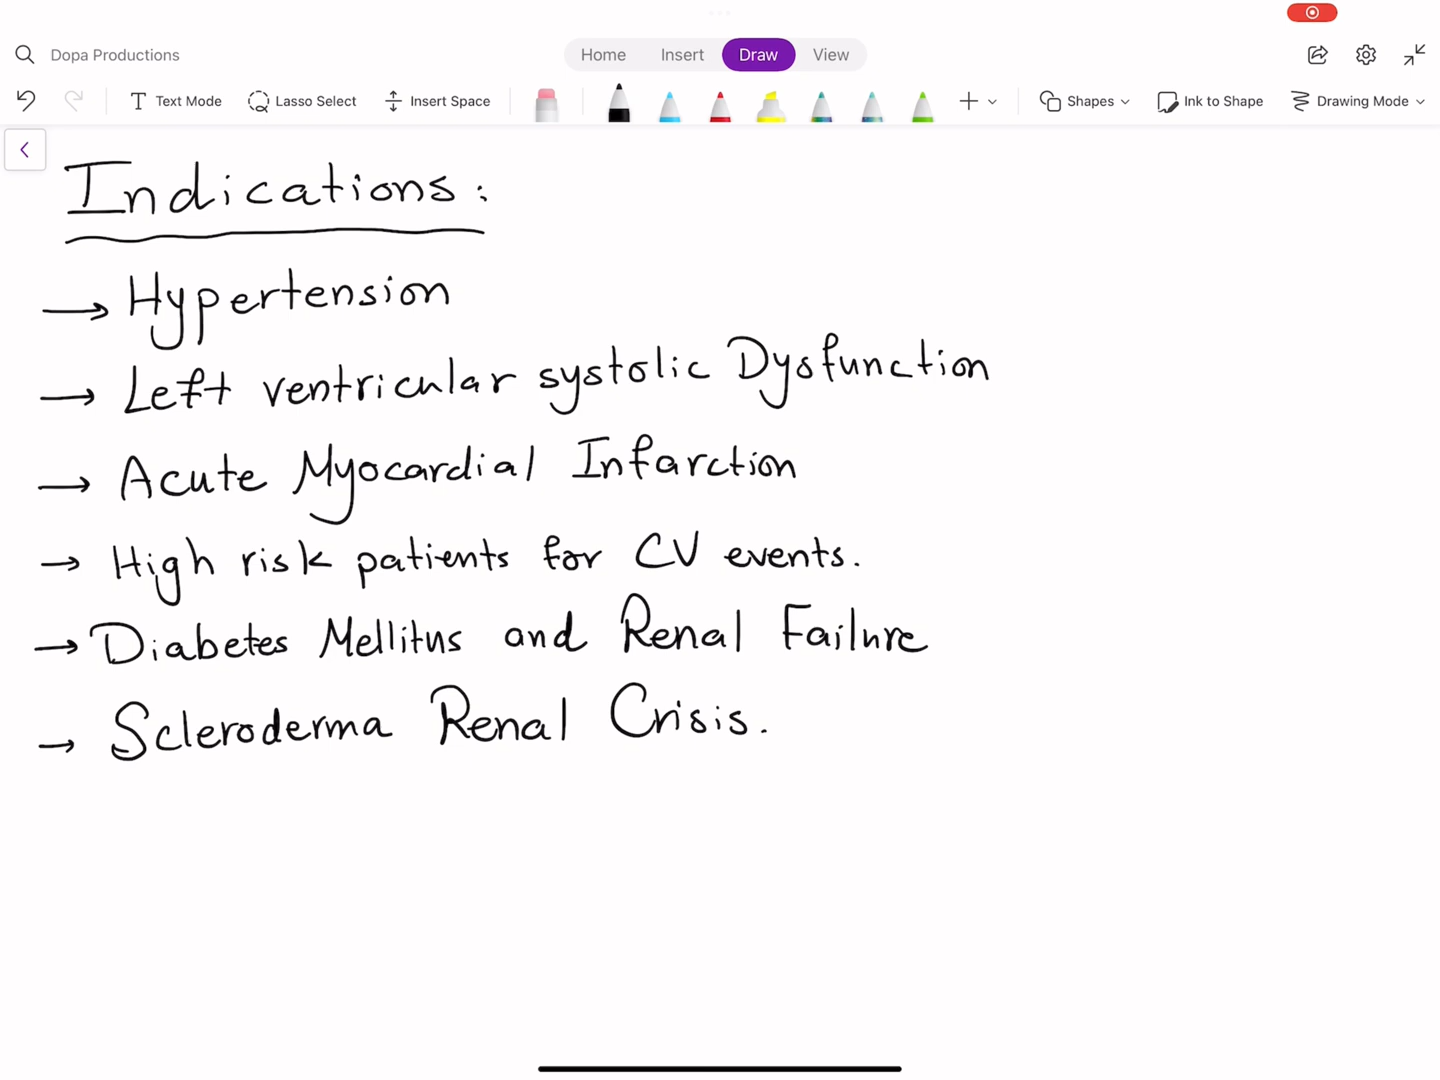 Dopa Productions
Home Insert Draw View
Text Mode Lasso Select Insert Space Shapes Ink to Shape Drawing Mode
Indications:
→ Hypertension
→ Left ventricular systolic Dysfunction
→ Acute Myocardial Infarction
→ High risk patients for CV events.
→ Diabetes Mellitus and Renal Failure
→ Scleroderma Renal Crisis.